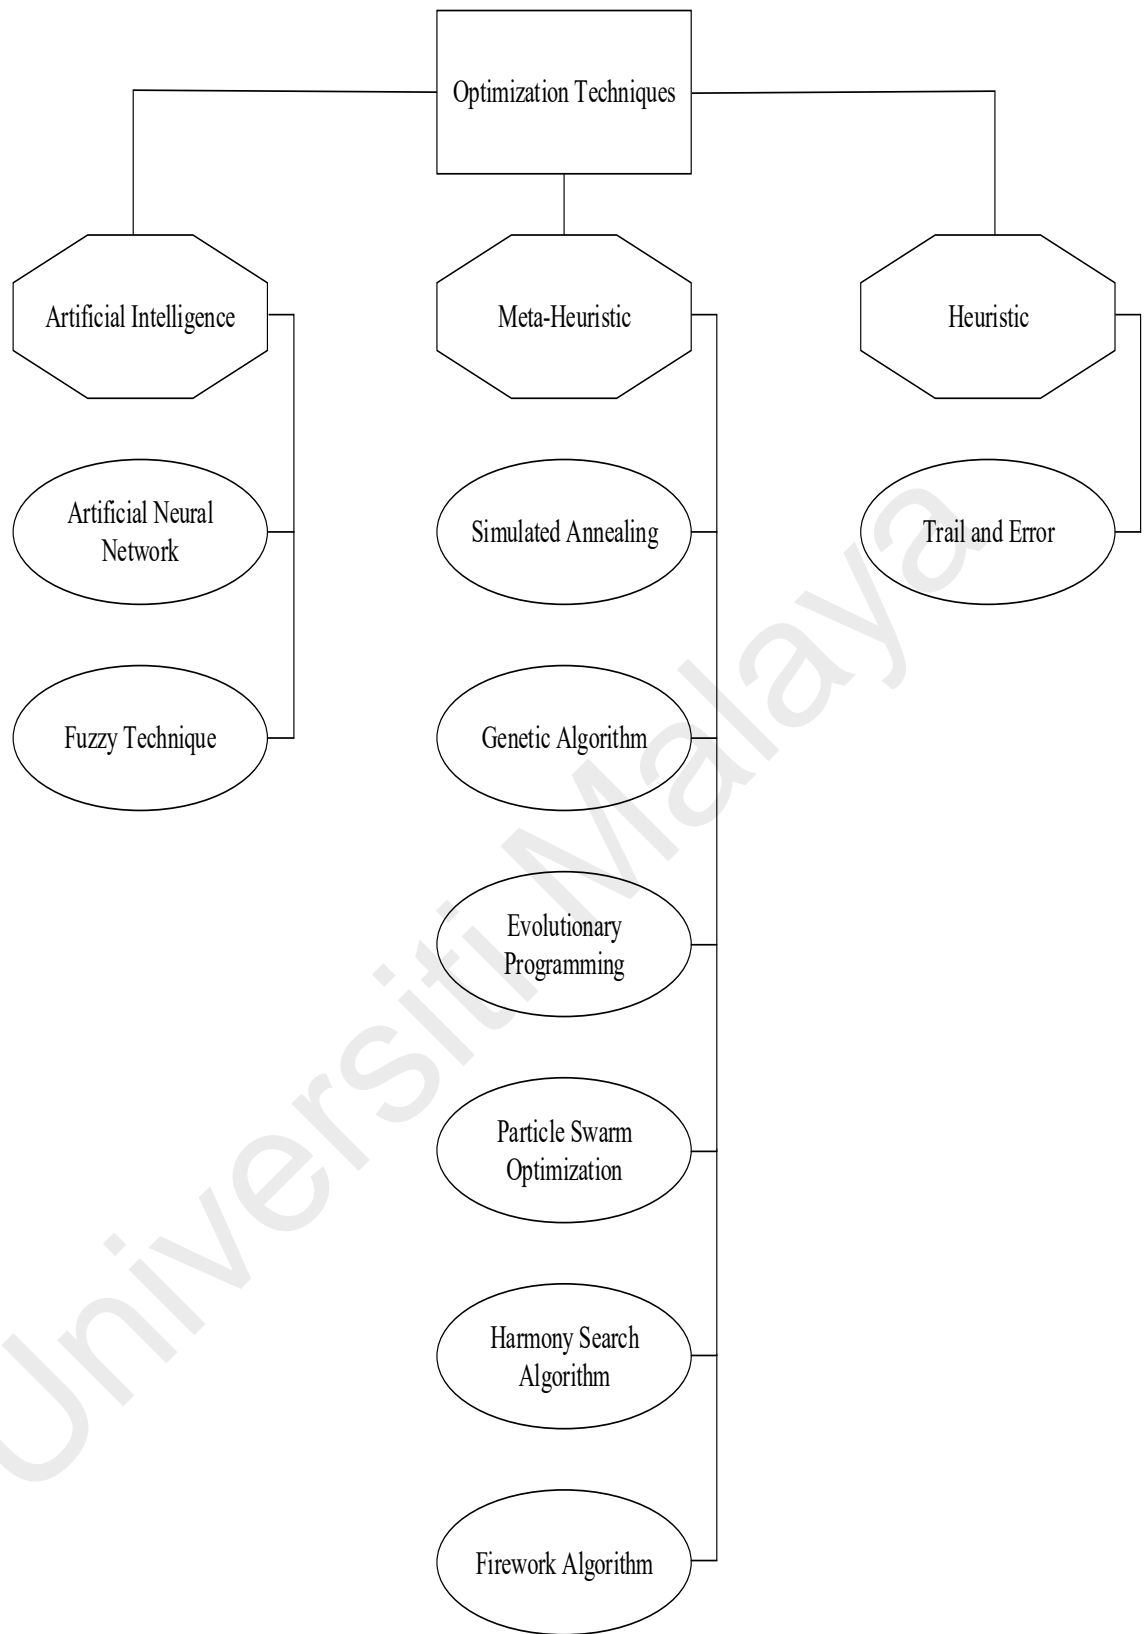 Optimization Techniques
Artificial Intelligence
Meta-Heuristic
Heuristic
Artificial Neural
Network
Simulated Annealing
Trail and Error
Fuzzy Technique
Genetic Algorithm
Evolutionary
Programming
Particle Swarm
Optimization
Harmony Search
Algorithm
Firework Algorithm
Universiti Malaya